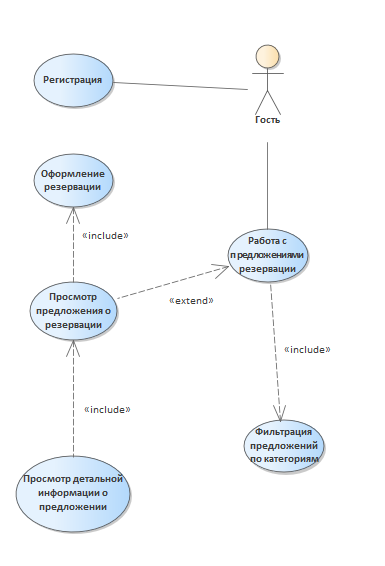 Регистрация
Гость
Оформление
резервации
«include»
Работа с
предложениями
резервации
Просмотр
предложения о
резервации
«extend»
«include»
«include»
Фильтрация
предложений
по категориям
Просмотр детальной
информации о
предложении